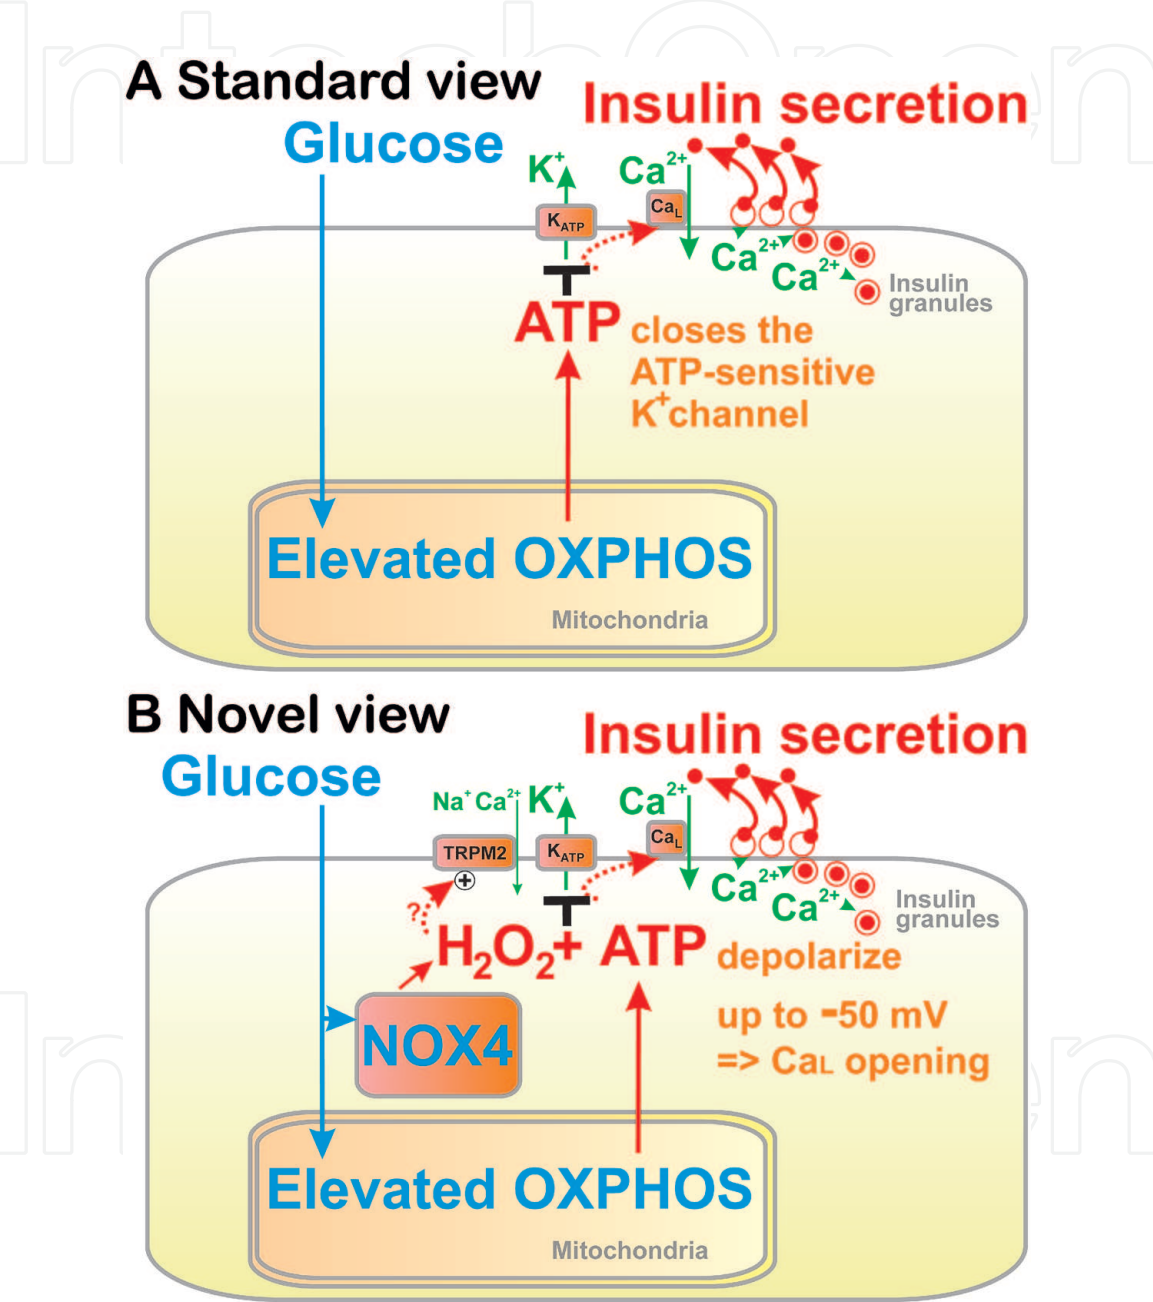 IntechOpen
A Standard view
Insulin secretion
Glucose
K+
Ca2+
KATP
CaL
Ca2+
Ca2+
Insulin
granules
ATP closes the
ATP-sensitive
K+channel
Elevated OXPHOS
Mitochondria
B Novel view
Insulin secretion
Glucose
Na+ Ca2+ K+
Ca2+
TRPM2
KATP
CaL
+
Ca2+
Ca2+
Insulin
granules
?
H2O2+ ATP depolarize
up to -50 mV
=> CaL opening
NOX4
Elevated OXPHOS
Mitochondria